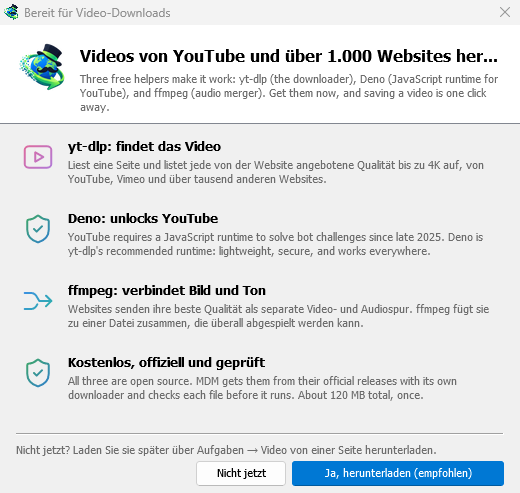 Bereit für Video-Downloads
Videos von YouTube und über 1.000 Websites her...
Three free helpers make it work: yt-dlp (the downloader), Deno (JavaScript runtime for
YouTube), and ffmpeg (audio merger). Get them now, and saving a video is one click
away.
yt-dlp: findet das Video
Liest eine Seite und listet jede von der Website angebotene Qualität bis zu 4K auf, von
YouTube, Vimeo und über tausend anderen Websites.
Deno: unlocks YouTube
YouTube requires a JavaScript runtime to solve bot challenges since late 2025. Deno is
yt-dlp's recommended runtime: lightweight, secure, and works everywhere.
ffmpeg: verbindet Bild und Ton
Websites senden ihre beste Qualität als separate Video- und Audiospur. ffmpeg fügt sie
zu einer Datei zusammen, die überall abgespielt werden kann.
Kostenlos, offiziell und geprüft
All three are open source. MDM gets them from their official releases with its own
downloader and checks each file before it runs. About 120 MB total, once.
Nicht jetzt? Laden Sie sie später über Aufgaben → Video von einer Seite herunterladen.
Nicht jetzt
Ja, herunterladen (empfohlen)